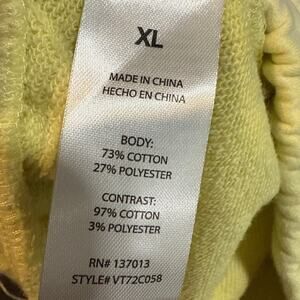 XL
MADE IN CHINA
HECHO EN CHINA
BODY:
73% COTTON
27% POLYESTER
CONTRAST:
97% COTTON
3% POLYESTER
RN# 137013
STYLE# VT72C058